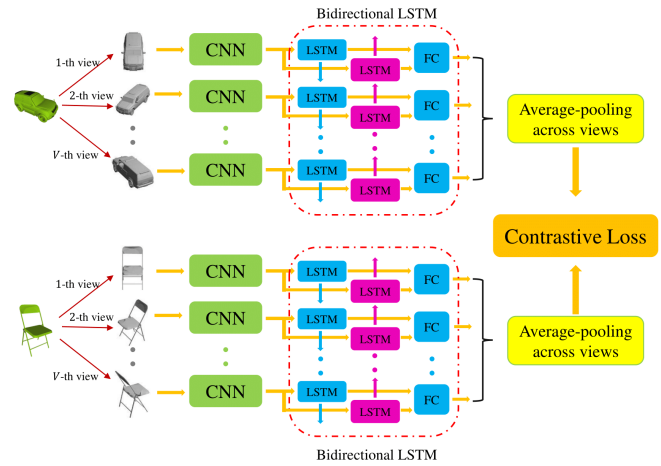 Bidirectional LSTM
1-th view
CNN
LSTM
LSTM
FC
2-th view
CNN
LSTM
LSTM
FC
V-th view
CNN
LSTM
LSTM
FC
Average-pooling
across views
Contrastive Loss
1-th view
CNN
LSTM
LSTM
FC
2-th view
CNN
LSTM
LSTM
FC
V-th view
CNN
LSTM
LSTM
FC
Average-pooling
across views
Bidirectional LSTM